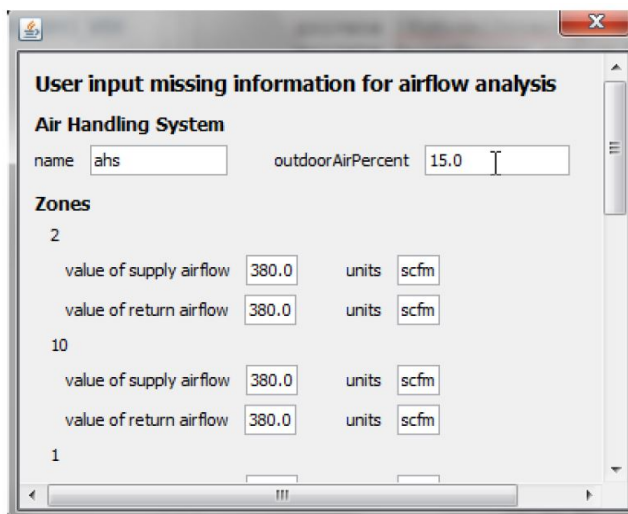 User input missing information for airflow analysis
Air Handling System
name ahs outdoorAirPercent 15.0
Zones
2
value of supply airflow 380.0 units scfm
value of return airflow 380.0 units scfm
10
value of supply airflow 380.0 units scfm
value of return airflow 380.0 units scfm
1